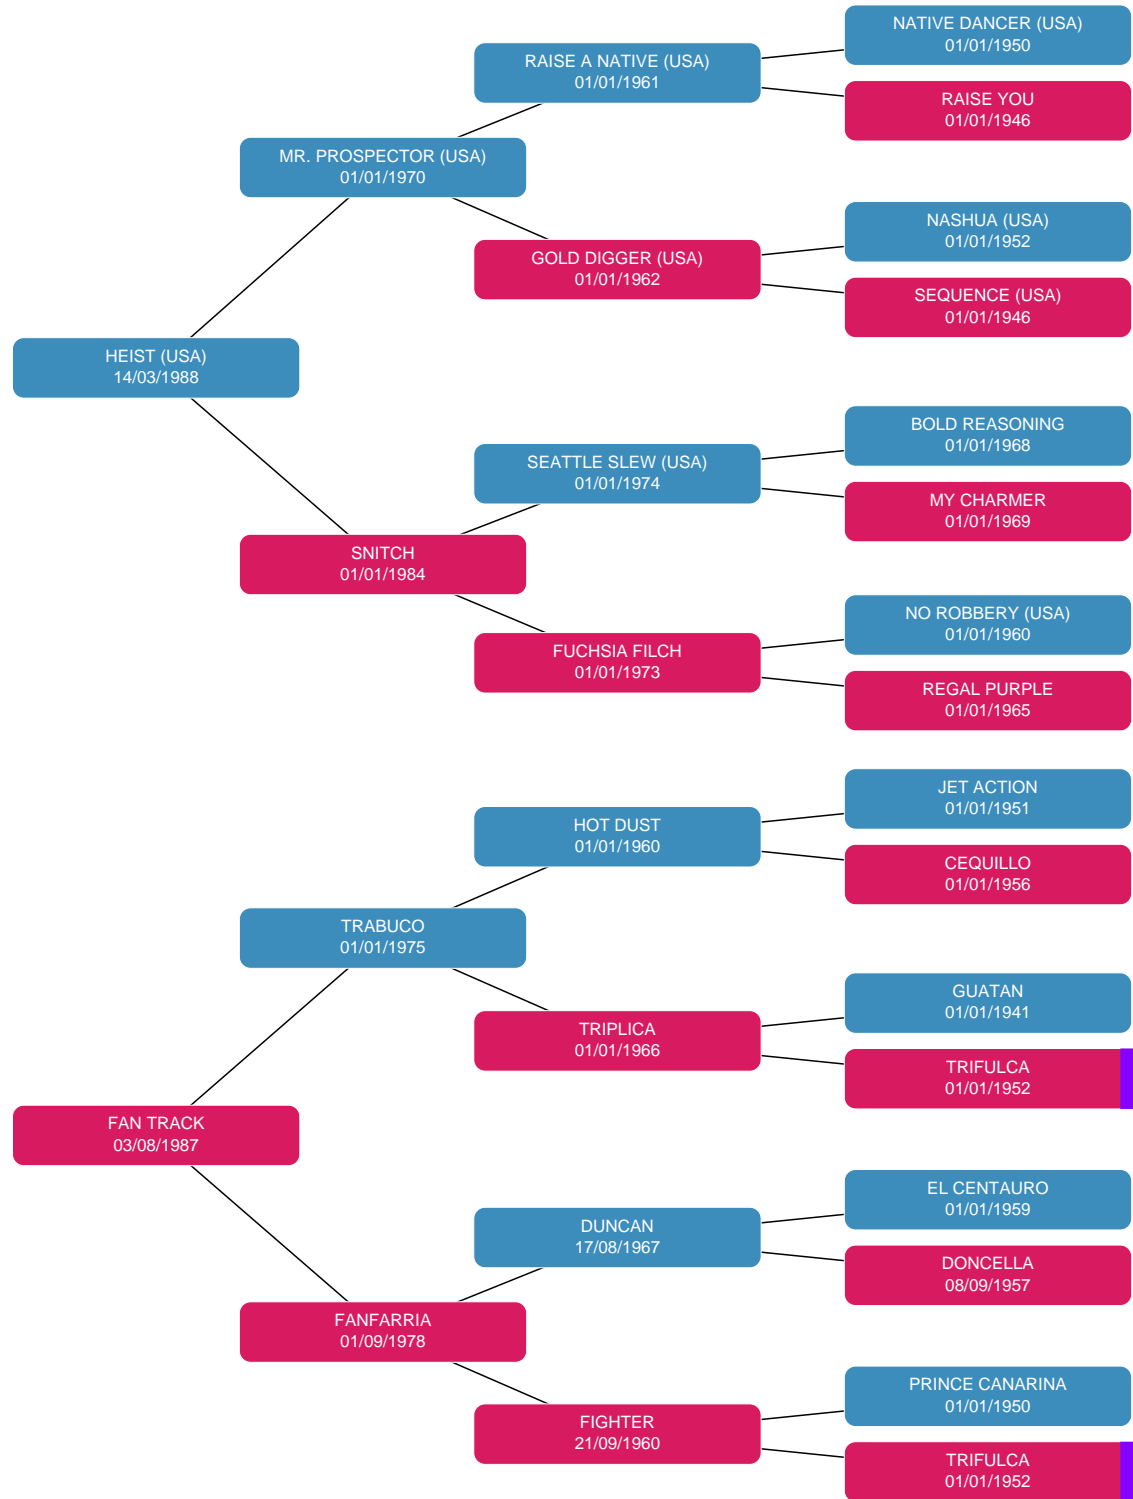 NATIVE DANCER (USA)
01/01/1950
RAISE A NATIVE (USA)
01/01/1961
RAISE YOU
01/01/1946
MR. PROSPECTOR (USA)
01/01/1970
NASHUA (USA)
01/01/1952
GOLD DIGGER (USA)
01/01/1962
SEQUENCE (USA)
01/01/1946
HEIST (USA)
14/03/1988
BOLD REASONING
01/01/1968
SEATTLE SLEW (USA)
01/01/1974
MY CHARMER
01/01/1969
SNITCH
01/01/1984
NO ROBBERY (USA)
01/01/1960
FUCHSIA FILCH
01/01/1973
REGAL PURPLE
01/01/1965
JET ACTION
01/01/1951
HOT DUST
01/01/1960
CEQUILLO
01/01/1956
TRABUCO
01/01/1975
GUATAN
01/01/1941
TRIPLICA
01/01/1966
TRIFULCA
01/01/1952
FAN TRACK
03/08/1987
EL CENTAURO
01/01/1959
DUNCAN
17/08/1967
DONCELLA
08/09/1957
FANFARRIA
01/09/1978
PRINCE CANARINA
01/01/1950
FIGHTER
21/09/1960
TRIFULCA
01/01/1952